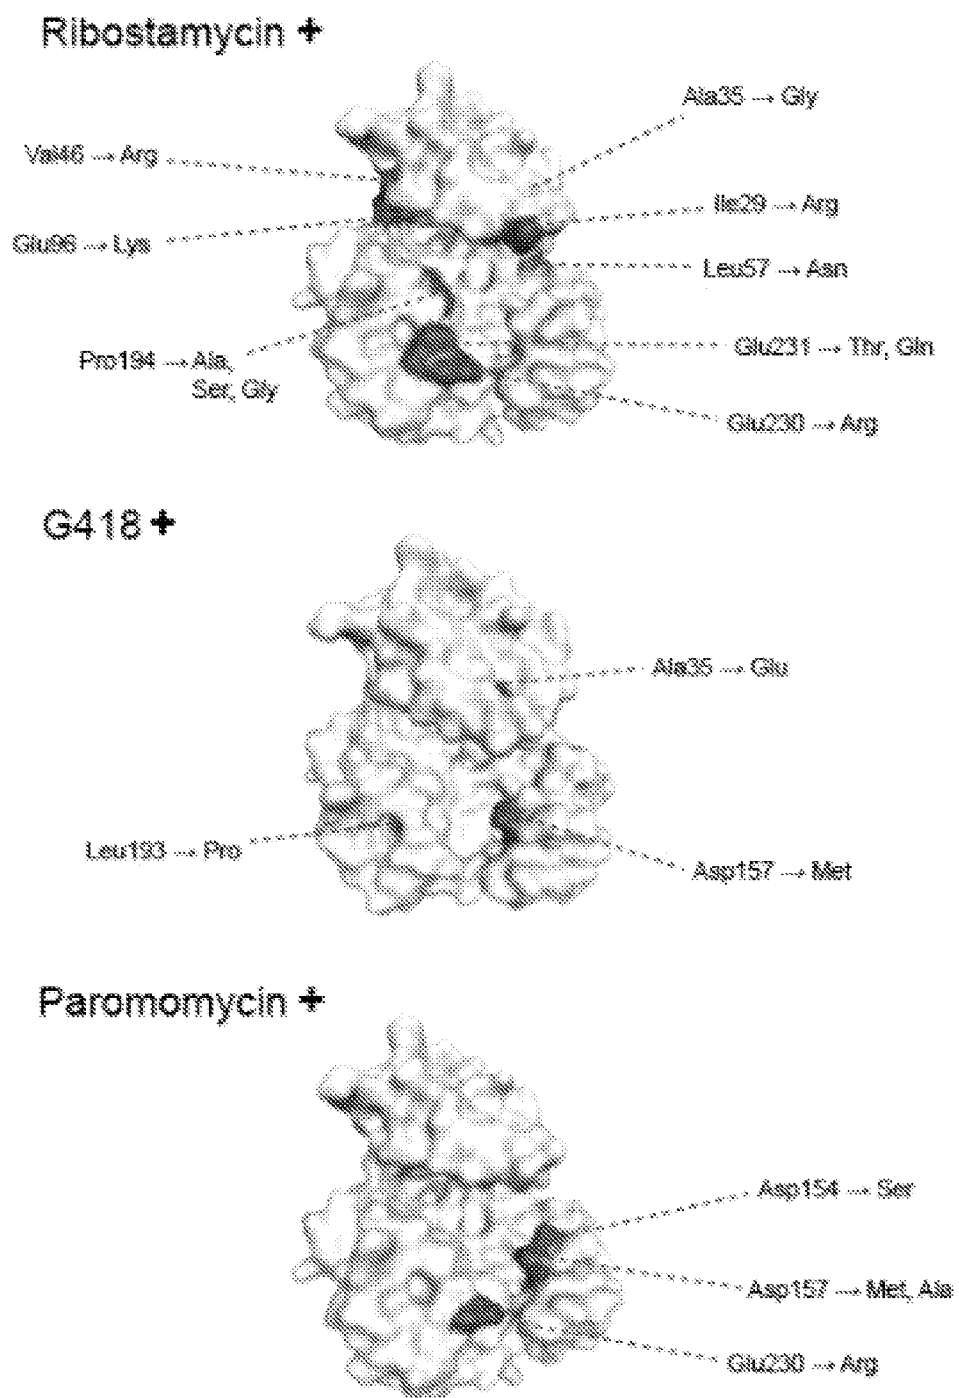 Ribostamycin +
Ala35 → Gly
Val46 → Arg
Ile29 → Arg
Glu96 → Lys
Leu57 → Asn
Pro194 → Ala,
Ser, Gly
Glu231 → Thr, Gln
Glu230 → Arg
G418 +
Ala35 → Glu
Leu193 → Pro
Asp157 → Met
Paromomycin +
Asp154 → Ser
Asp157 → Met, Ala
Glu230 → Arg